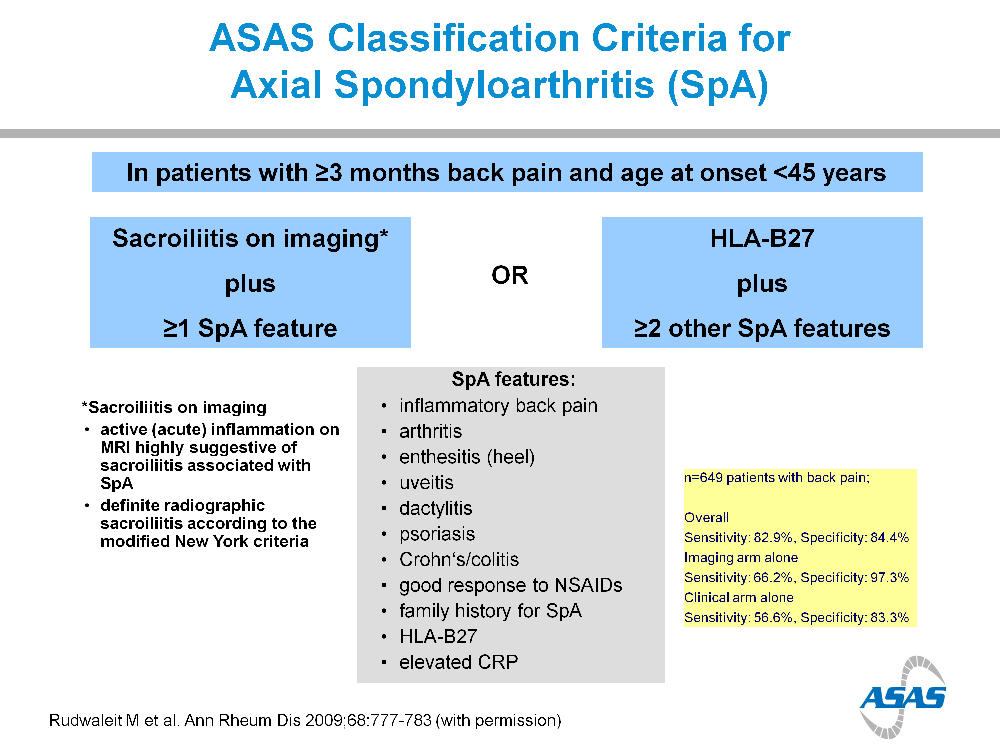 ASAS Classification Criteria for
Axial Spondyloarthritis (SpA)
In patients with ≥3 months back pain and age at onset <45 years
Sacroiliitis on imaging*
plus
≥1 SpA feature
OR
HLA-B27
plus
≥2 other SpA features
*Sacroiliitis on imaging
• active (acute) inflammation on
MRI highly suggestive of
sacroiliitis associated with
SpA
• definite radiographic
sacroiliitis according to the
modified New York criteria
SpA features:
• inflammatory back pain
• arthritis
• enthesitis (heel)
• uveitis
• dactylitis
• psoriasis
• Crohn‘s/colitis
• good response to NSAIDs
• family history for SpA
• HLA-B27
• elevated CRP
n=649 patients with back pain;
Overall
Sensitivity: 82.9%, Specificity: 84.4%
Imaging arm alone
Sensitivity: 66.2%, Specificity: 97.3%
Clinical arm alone
Sensitivity: 56.6%, Specificity: 83.3%
ASAS
Rudwaleit M et al. Ann Rheum Dis 2009;68:777-783 (with permission)